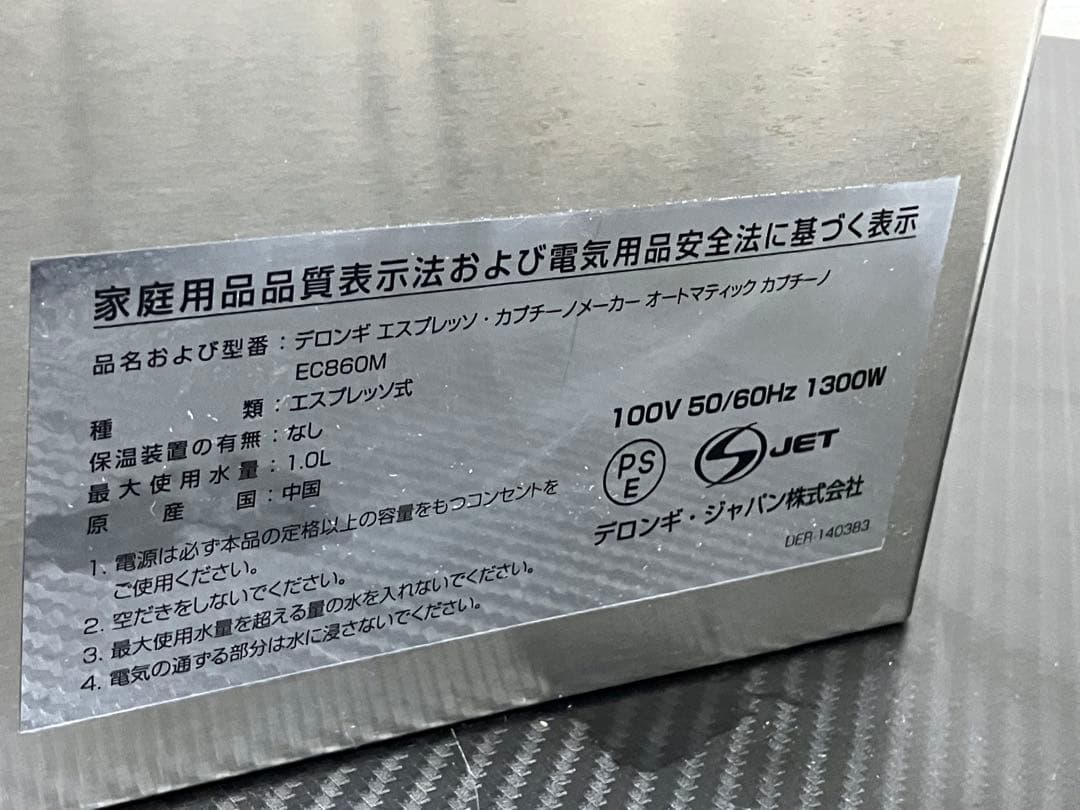 家庭用品品質表示法および電気用品安全法に基づく表示
品名および型番：デロンギ エスプレッソ・カプチーノメーカー オートマティック カプチーノ
EC860M
種類：エスプレッソ式
保温装置の有無：なし
最大使用水量：1.0L
原産国：中国
100V 50/60Hz 1300W
PSE
S JET
デロンギ・ジャパン株式会社
DER-140383
1. 電源は必ず本品の定格以上の容量をもつコンセントを
ご使用ください。
2. 空だきをしないでください。
3. 最大使用水量を超える量の水を入れないでください。
4. 電気の通ずる部分は水に浸さないでください。